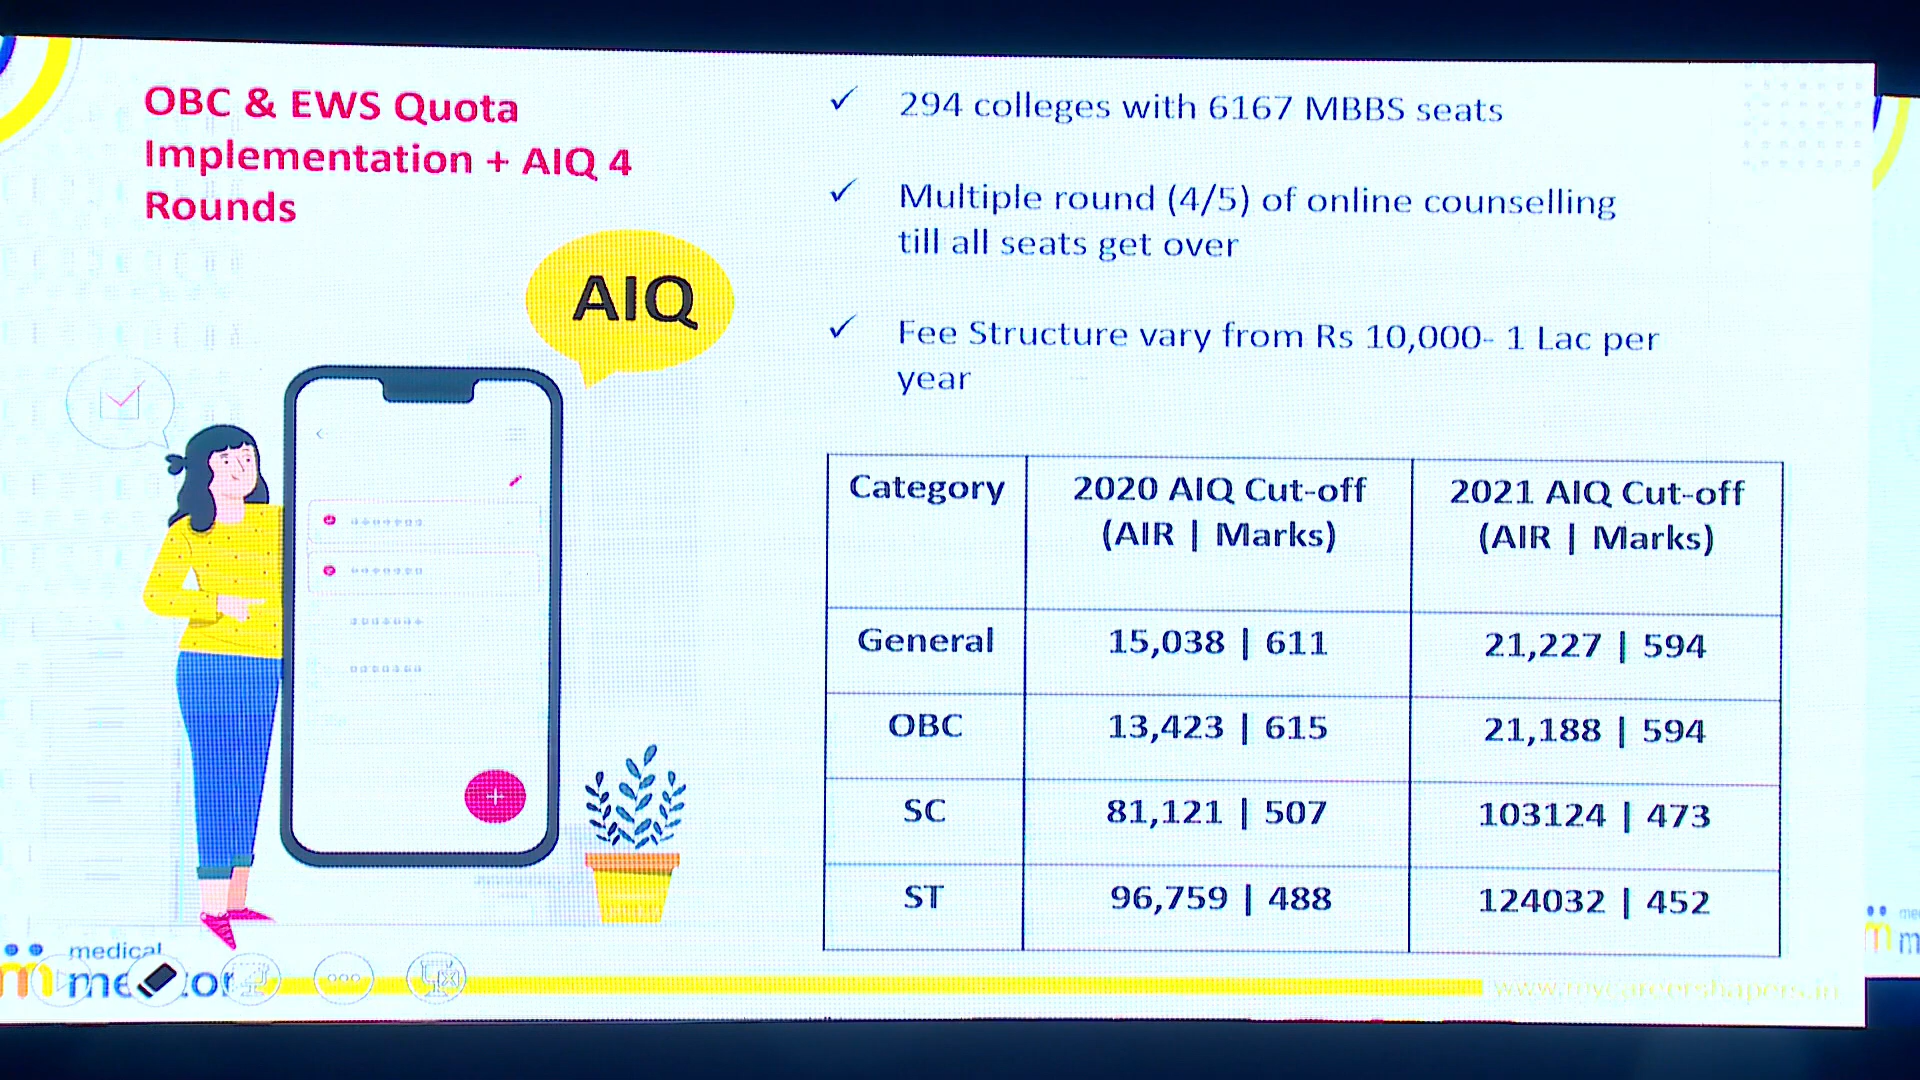 OBC & EWS Quota
Implementation + AIQ 4
Rounds
AIQ
294 colleges with 6167 MBBS seats
Multiple round (4/5) of online counselling
till all seats get over
Fee Structure vary from Rs 10,000- 1 Lac per
year
Category | 2020 AIQ Cut-off (AIR | Marks) | 2021 AIQ Cut-off (AIR | Marks)
General 15,038 | 611 21,227 | 594
OBC 13,423 | 615 21,188 | 594
SC 81,121 | 507 103124 | 473
ST 96,759 | 488 124032 | 452
medical
www.mycareershapers.in